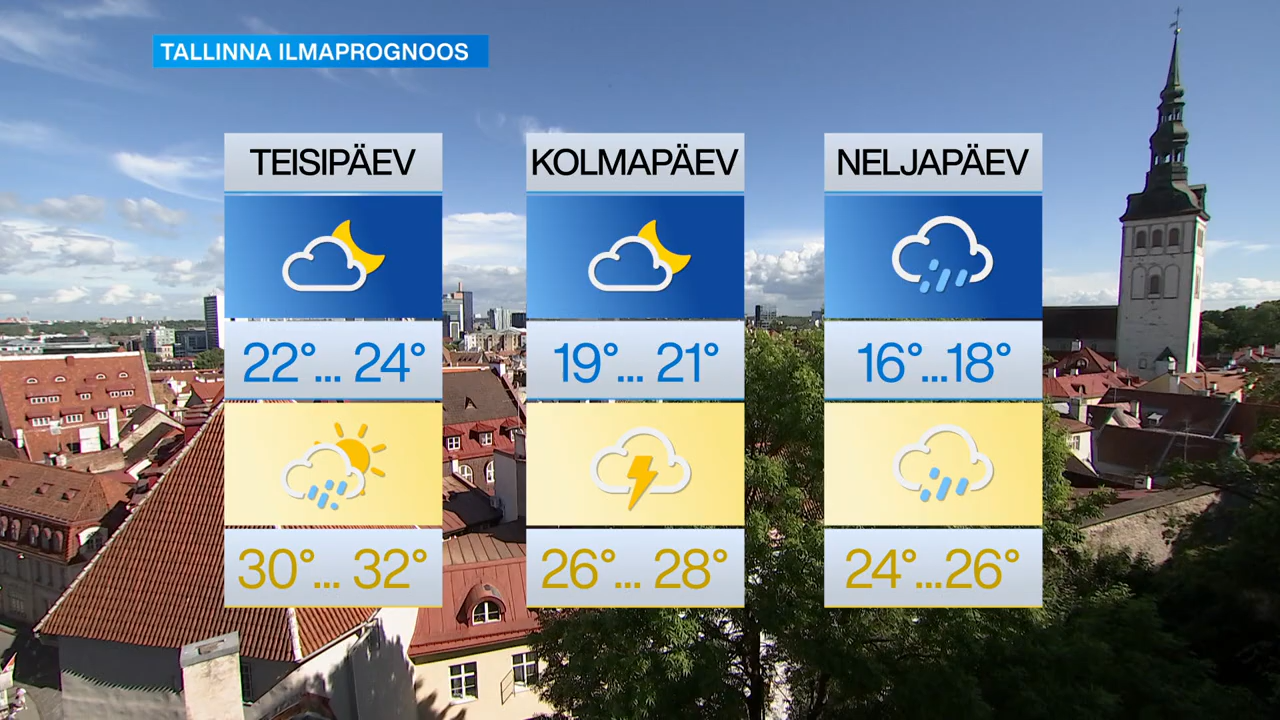 TALLINNA ILMAPROGNOOS
TEISIPÄEV
22°... 24°
30°... 32°
KOLMAPÄEV
19°... 21°
26°... 28°
NELJAPÄEV
16°...18°
24°...26°